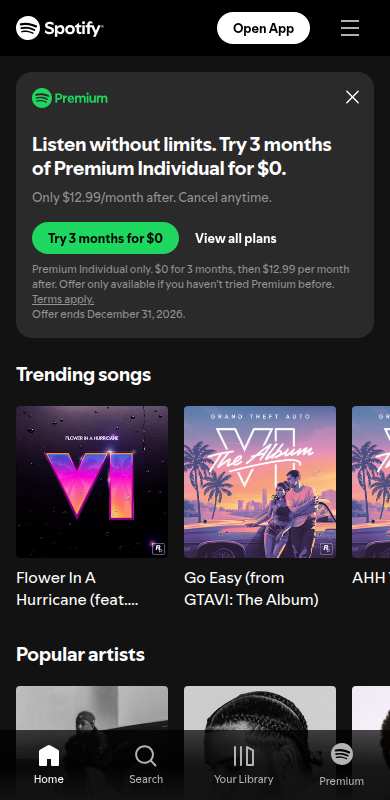 Spotify
Open App
Premium
Listen without limits. Try 3 months
of Premium Individual for $0.
Only $12.99/month after. Cancel anytime.
Try 3 months for $0
View all plans
Premium Individual only. $0 for 3 months, then $12.99 per month
after. Offer only available if you haven't tried Premium before.
Terms apply.
Offer ends December 31, 2026.
Trending songs
FLOWER IN A HURRICANE
VI
R
GRAND THEFT AUTO
VI
The Album
R
Flower In A
Hurricane (feat....
Go Easy (from
GTAVI: The Album)
AHH
Popular artists
Home
Search
Your Library
Premium